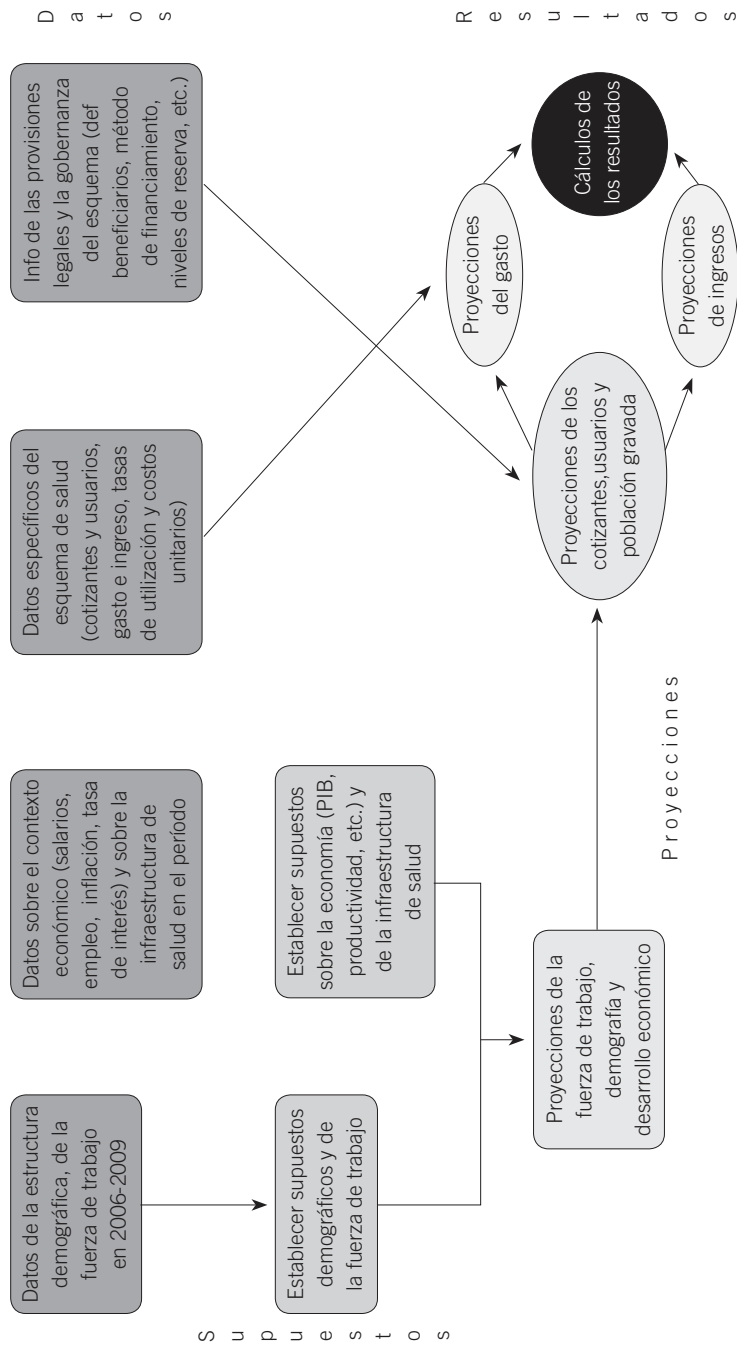 D a t o s
Datos de la estructura
demográfica, de la
fuerza de trabajo
en 2006-2009
Datos sobre el contexto
económico (salarios,
empleo, inflación, tasa
de interés) y sobre la
infraestructura de
salud en el período
Datos específicos del
esquema de salud
(cotizantes y usuarios,
gasto e ingreso, tasas
de utilización y costos
unitarios)
Info de las provisiones
legales y la gobernanza
del esquema (def
beneficiarios, método
de financiamiento,
niveles de reserva, etc.)
S u p u e s t o s
Establecer supuestos
demográficos y de
la fuerza de trabajo
Establecer supuestos
sobre la economía (PIB,
productividad, etc.) y
de la infraestructura
de salud
Proyecciones de la
fuerza de trabajo,
demografía y
desarrollo económico
P r o y e c c i o n e s
Proyecciones de los
cotizantes,usuarios y
población gravada
Proyecciones
del gasto
Proyecciones
de ingresos
Cálculos de
los resultados
R e s u l t a d o s